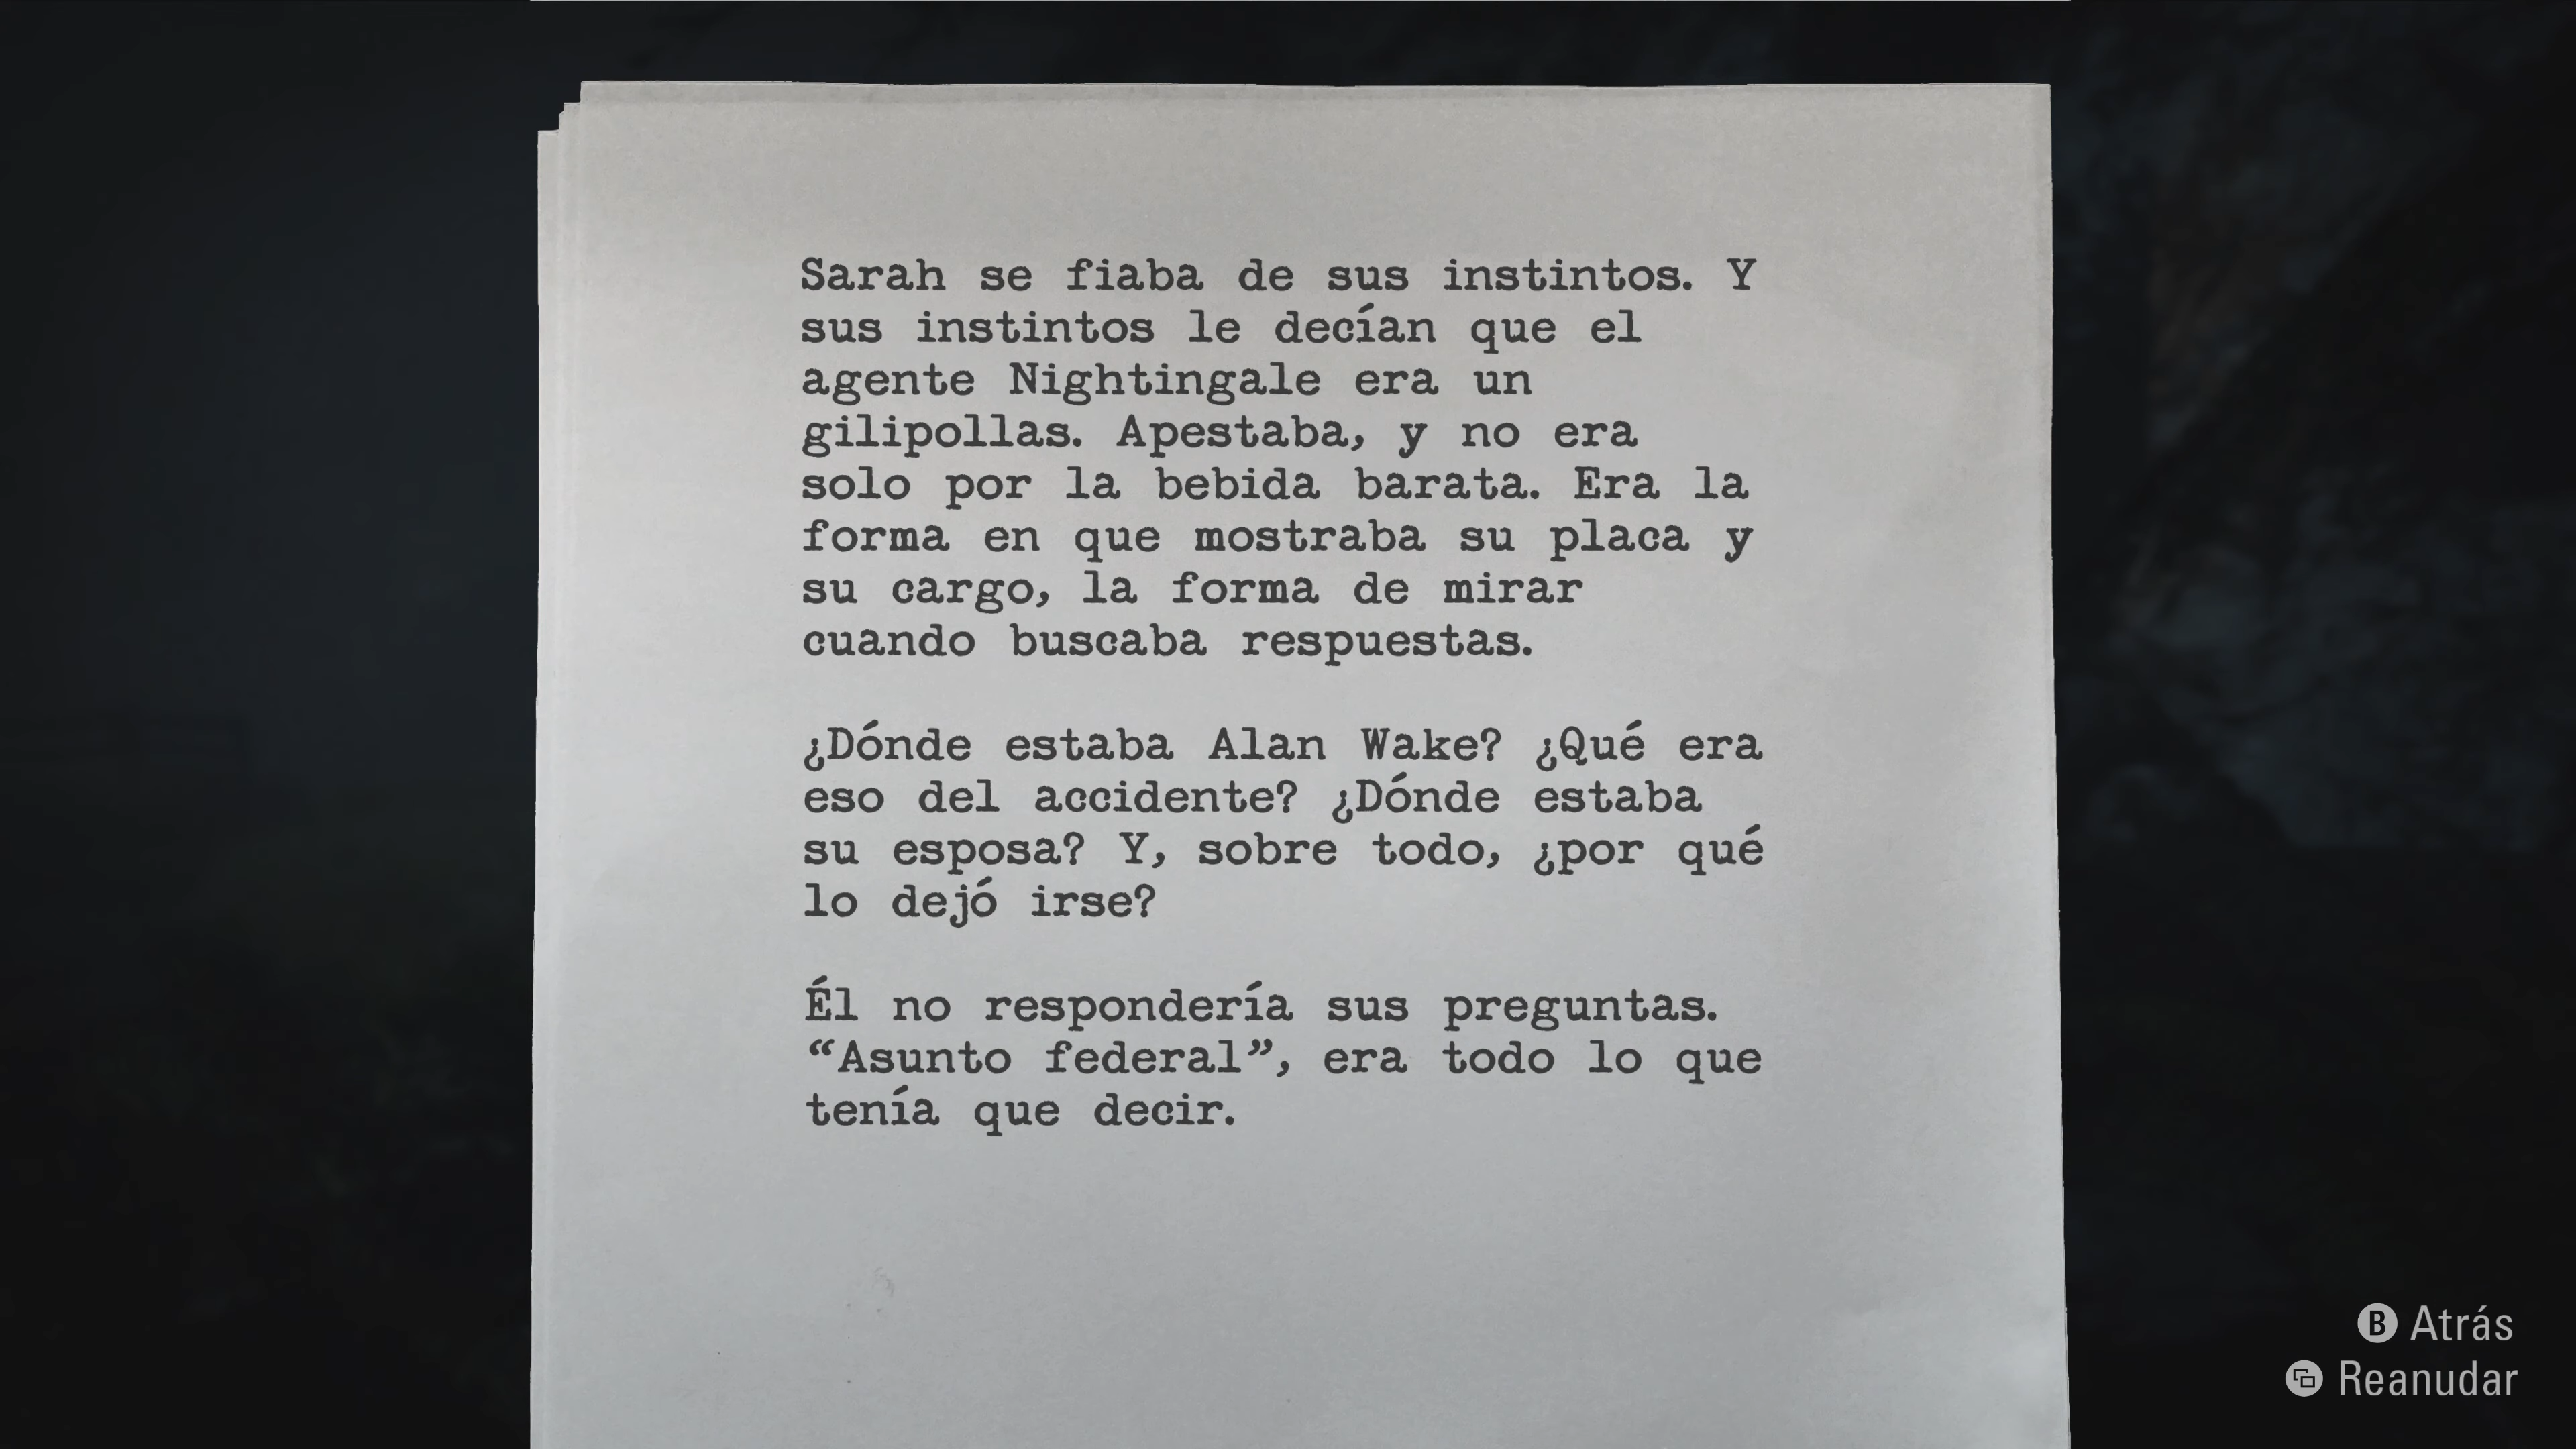 Sarah se fiaba de sus instintos. Y
sus instintos le decían que el
agente Nightingale era un
gilipollas. Apestaba, y no era
solo por la bebida barata. Era la
forma en que mostraba su placa y
su cargo, la forma de mirar
cuando buscaba respuestas.
¿Dónde estaba Alan Wake? ¿Qué era
eso del accidente? ¿Dónde estaba
su esposa? Y, sobre todo, ¿por qué
lo dejó irse?
Él no respondería sus preguntas.
“Asunto federal”, era todo lo que
tenía que decir.
B Atrás
Reanudar